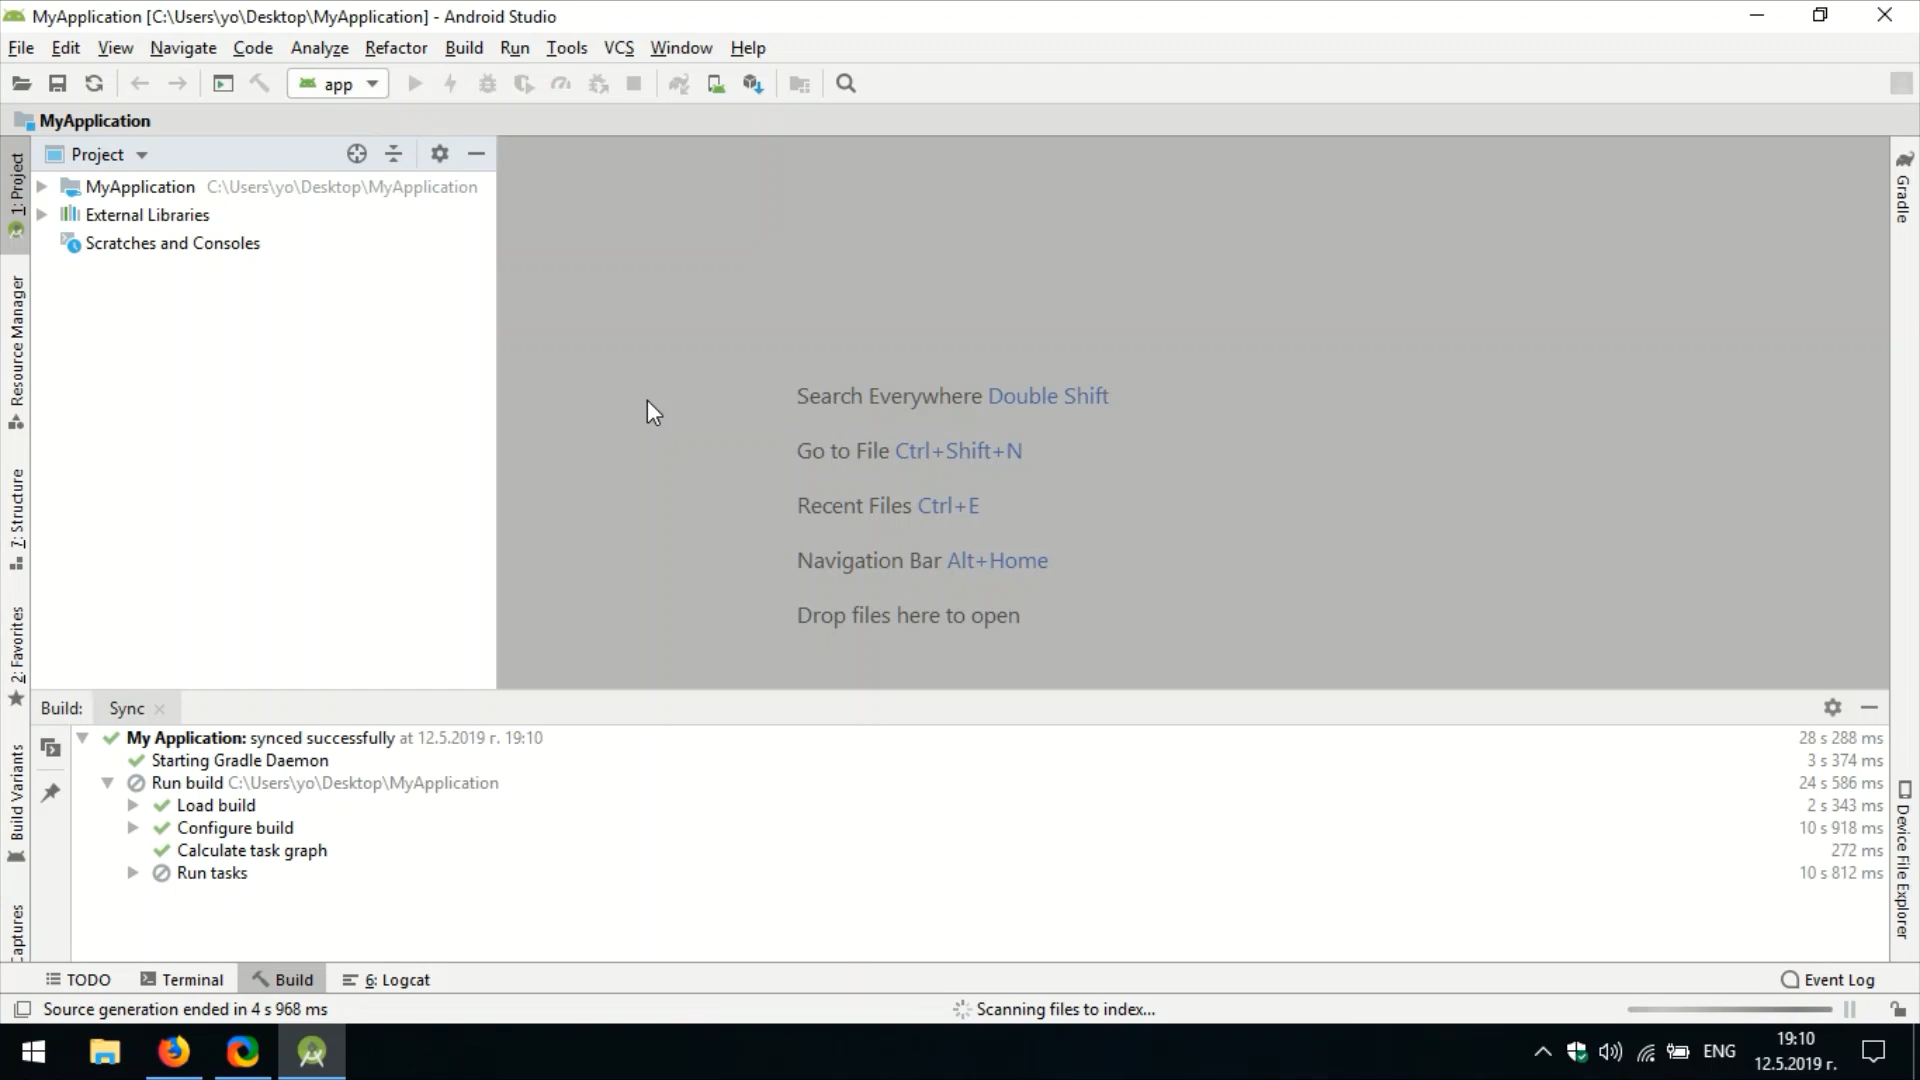 MyApplication [C:\Users\yo\Desktop\MyApplication] - Android Studio
File Edit View Navigate Code Analyze Refactor Build Run Tools VCS Window Help
app
MyApplication
Project
MyApplication C:\Users\yo\Desktop\MyApplication
External Libraries
Scratches and Consoles
1: Project
Resource Manager
7: Structure
2: Favorites
Build Variants
Captures
Gradle
Device File Explorer
Search Everywhere Double Shift
Go to File Ctrl+Shift+N
Recent Files Ctrl+E
Navigation Bar Alt+Home
Drop files here to open
Build: Sync
My Application: synced successfully at 12.5.2019 г. 19:10 28 s 288 ms
Starting Gradle Daemon 3 s 374 ms
Run build C:\Users\yo\Desktop\MyApplication 24 s 586 ms
Load build 2 s 343 ms
Configure build 10 s 918 ms
Calculate task graph 272 ms
Run tasks 10 s 812 ms
TODO Terminal Build 6: Logcat Event Log
Source generation ended in 4 s 968 ms Scanning files to index...
ENG 19:10
12.5.2019 г.